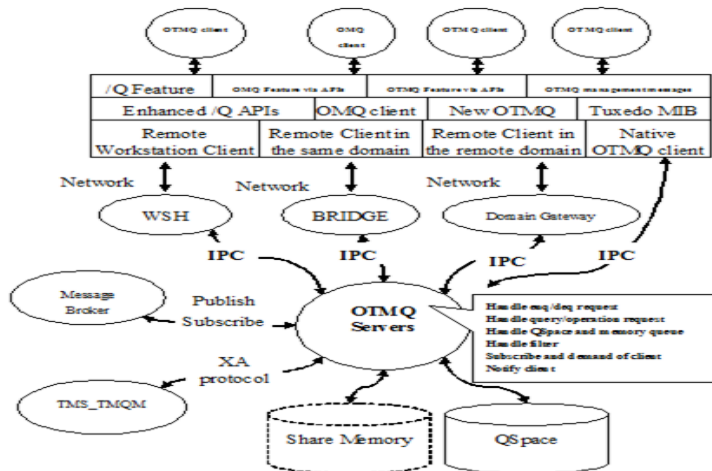 OTMQ client
OMQ
client
OTMQ client
OTMQ client
/Q Feature
OMQ Feature via APIs
OTMQ Feature via APIs
OTMQ management messages
Enhanced /Q APIs
OMQ client
New OTMQ
Tuxedo MIB
Remote
Workstation Client
Remote Client in
the same domain
Remote Client in
the remote domain
Native
OTMQ client
Network
Network
Network
WSH
BRIDGE
Domain Gateway
IPC
IPC
IPC
IPC
Message
Broker
Publish
Subscribe
OTMQ
Servers
Handle enq/deq request
Handle query/operation request
Handle QSpace and memory queue
Handle filter
Subscribe and demand of client
Notify client
XA
protocol
TMS_TMQM
Share Memory
QSpace